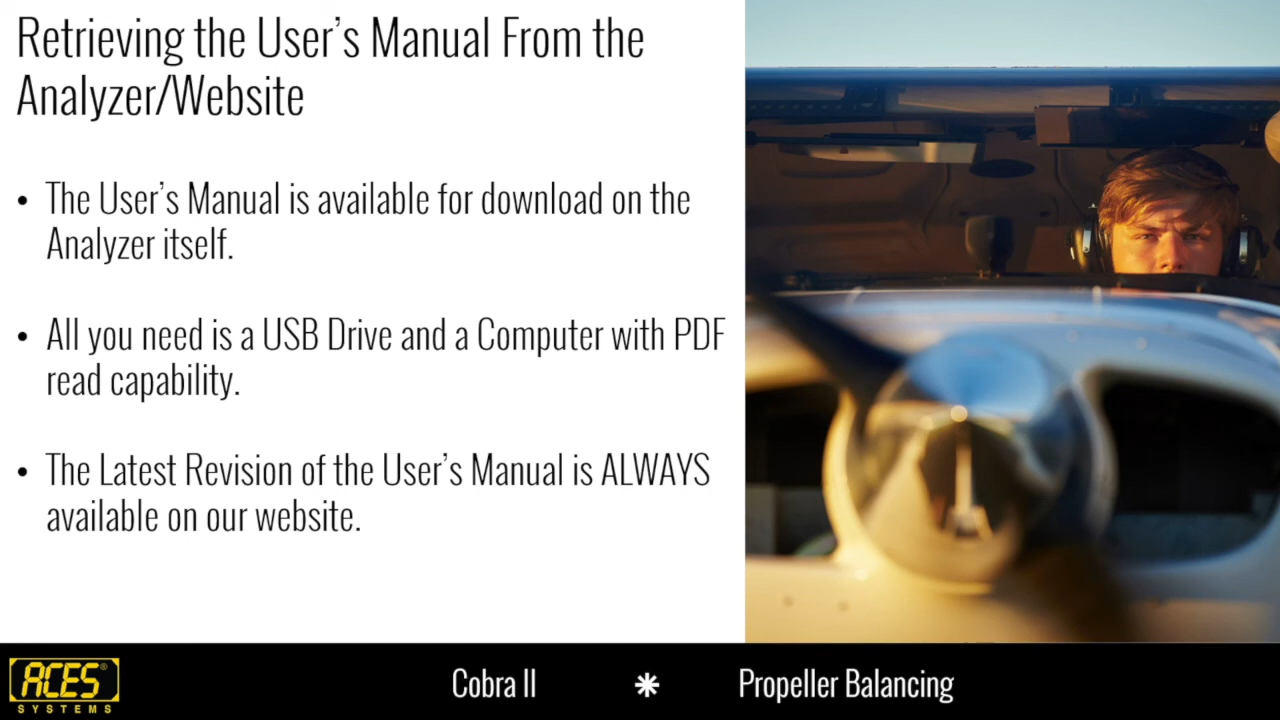 Retrieving the User's Manual From the
Analyzer/Website
• The User's Manual is available for download on the
Analyzer itself.
• All you need is a USB Drive and a Computer with PDF
read capability.
• The Latest Revision of the User's Manual is ALWAYS
available on our website.
ACES®
SYSTEMS
Cobra II * Propeller Balancing